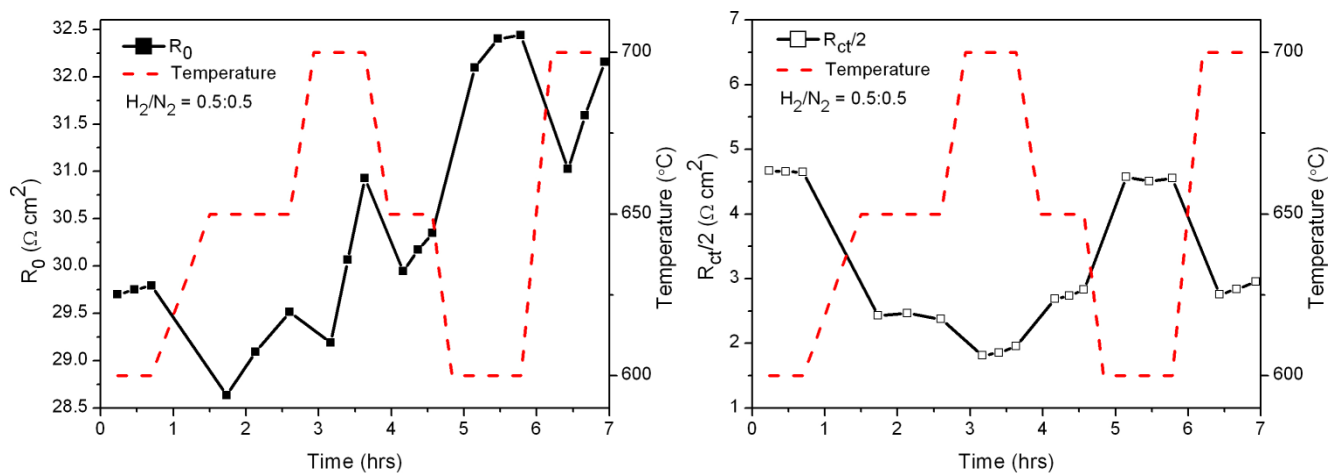 R₀
Temperature
H₂/N₂ = 0.5:0.5
32.5
32.0
31.5
31.0
30.5
30.0
29.5
29.0
28.5
R₀ (Ω cm²)
0 1 2 3 4 5 6 7
Time (hrs)
700
650
600
Temperature (°C)
R_ct/2
Temperature
H₂/N₂ = 0.5:0.5
7
6
5
4
3
2
1
R_ct/2 (Ω cm²)
0 1 2 3 4 5 6 7
Time (hrs)
700
650
600
Temperature (°C)